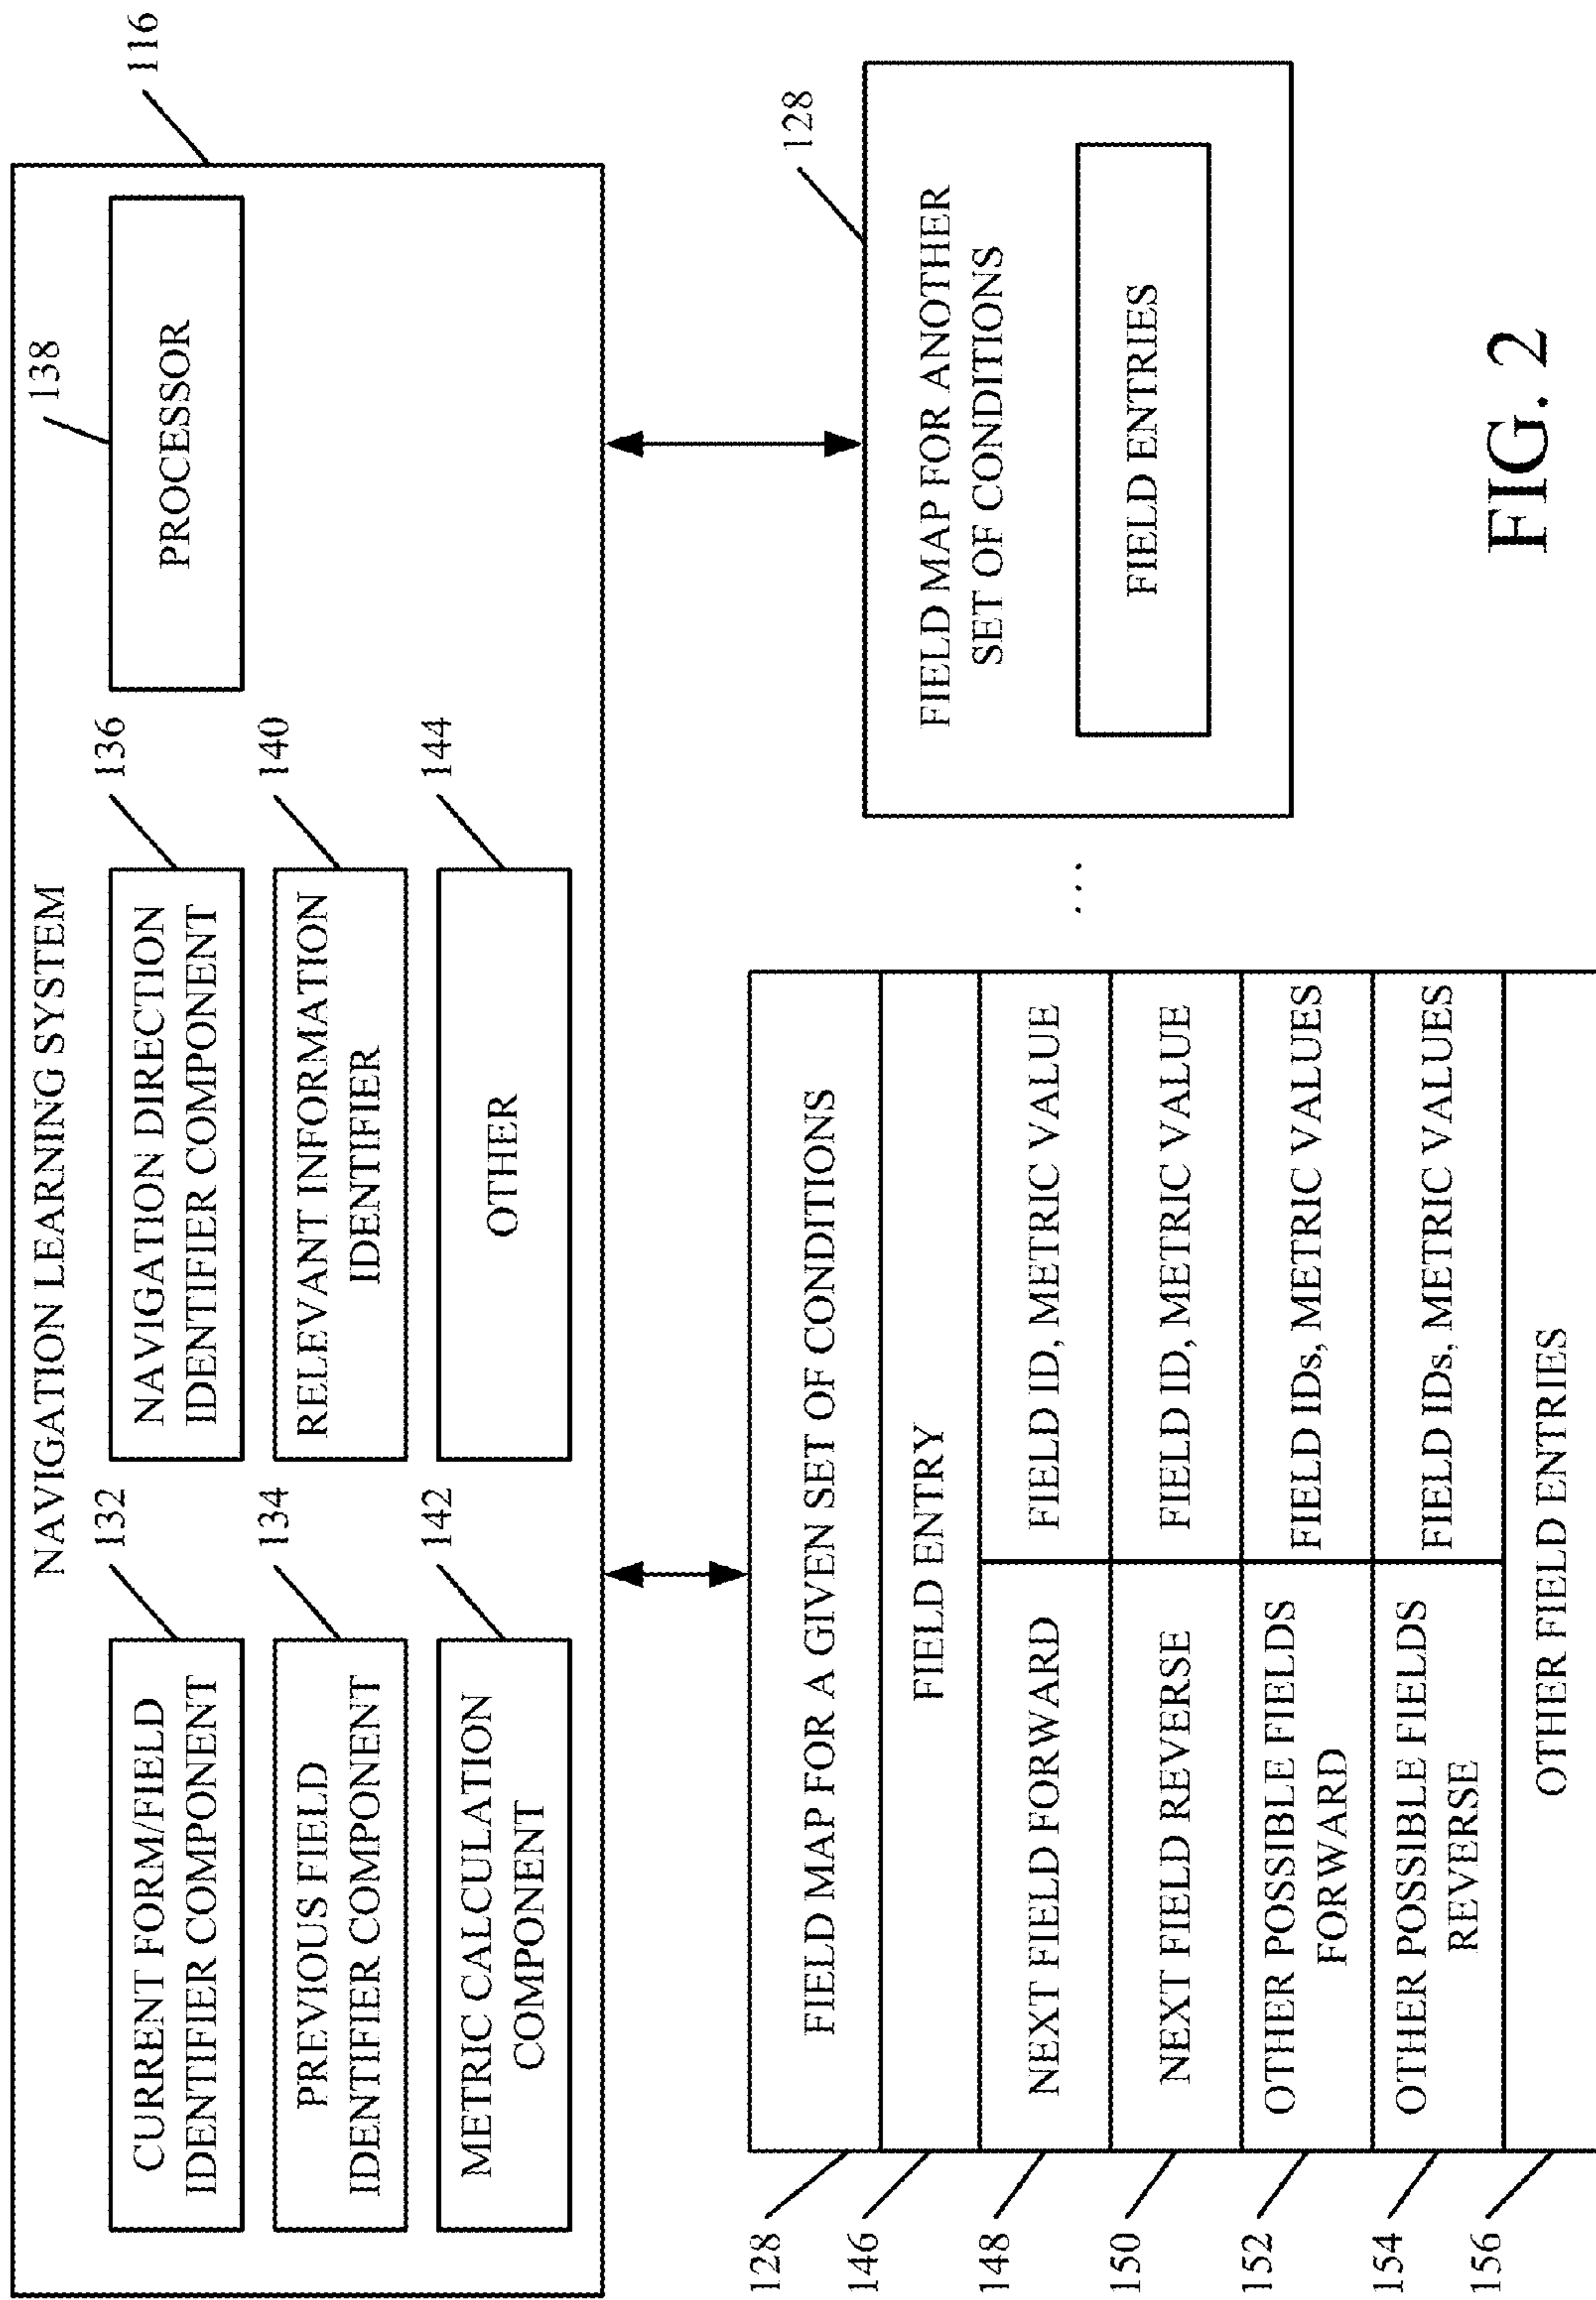 NAVIGATION LEARNING SYSTEM
116
132
CURRENT FORM/FIELD
IDENTIFIER COMPONENT
136
NAVIGATION DIRECTION
IDENTIFIER COMPONENT
138
PROCESSOR
134
PREVIOUS FIELD
IDENTIFIER COMPONENT
140
RELEVANT INFORMATION
IDENTIFIER
142
METRIC CALCULATION
COMPONENT
144
OTHER
128
FIELD MAP FOR A GIVEN SET OF CONDITIONS
146
FIELD ENTRY
148
NEXT FIELD FORWARD
FIELD ID, METRIC VALUE
150
NEXT FIELD REVERSE
FIELD ID, METRIC VALUE
152
OTHER POSSIBLE FIELDS
FORWARD
FIELD IDs, METRIC VALUES
154
OTHER POSSIBLE FIELDS
REVERSE
FIELD IDs, METRIC VALUES
156
OTHER FIELD ENTRIES
...
128
FIELD MAP FOR ANOTHER
SET OF CONDITIONS
FIELD ENTRIES
FIG. 2